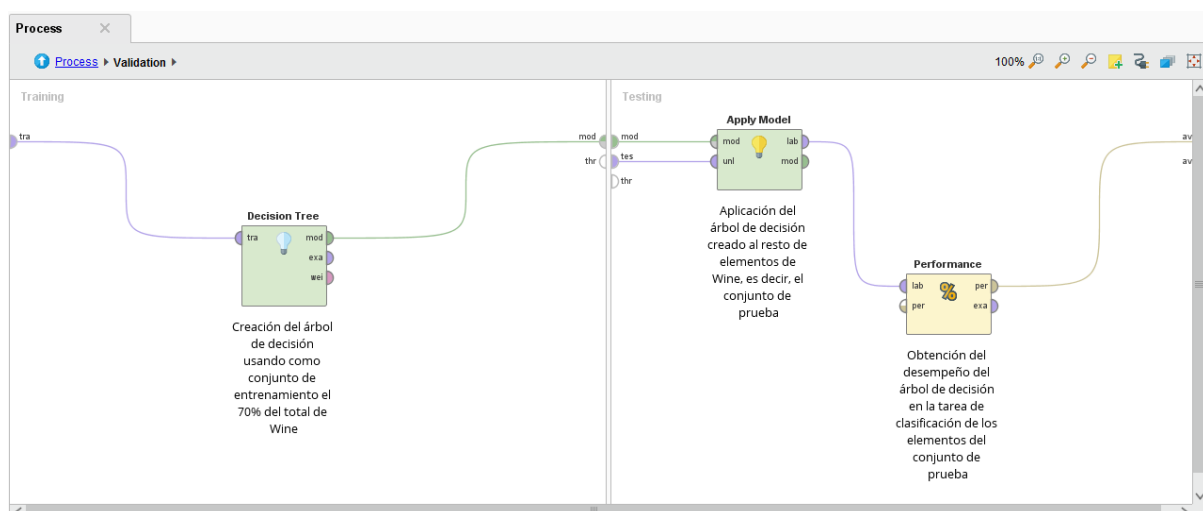 Process
Process
Validation
100%
Training
tra
mod
thr
Decision Tree
tra
mod
exa
wei
Creación del árbol
de decisión
usando como
conjunto de
entrenamiento el
70% del total de
Wine
Testing
mod
tes
thr
Apply Model
mod
lab
unl
mod
Aplicación del
árbol de decisión
creado al resto de
elementos de
Wine, es decir, el
conjunto de
prueba
Performance
lab
per
%
per
exa
Obtención del
desempeño del
árbol de decisión
en la tarea de
clasificación de los
elementos del
conjunto de
prueba
av
av